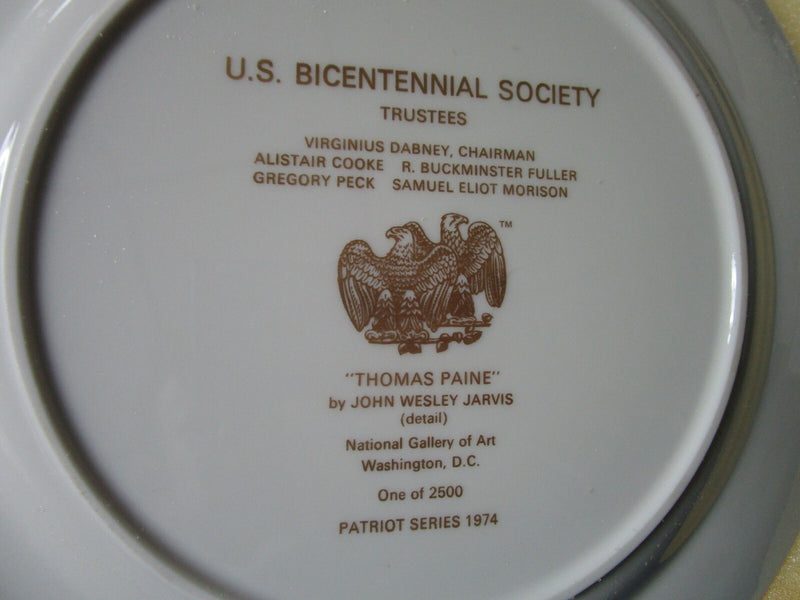 U.S. BICENTENNIAL SOCIETY
TRUSTEES
VIRGINIUS DABNEY, CHAIRMAN
ALISTAIR COOKE R. BUCKMINSTER FULLER
GREGORY PECK SAMUEL ELIOT MORISON
TM
"THOMAS PAINE"
by JOHN WESLEY JARVIS
(detail)
National Gallery of Art
Washington, D.C.
One of 2500
PATRIOT SERIES 1974